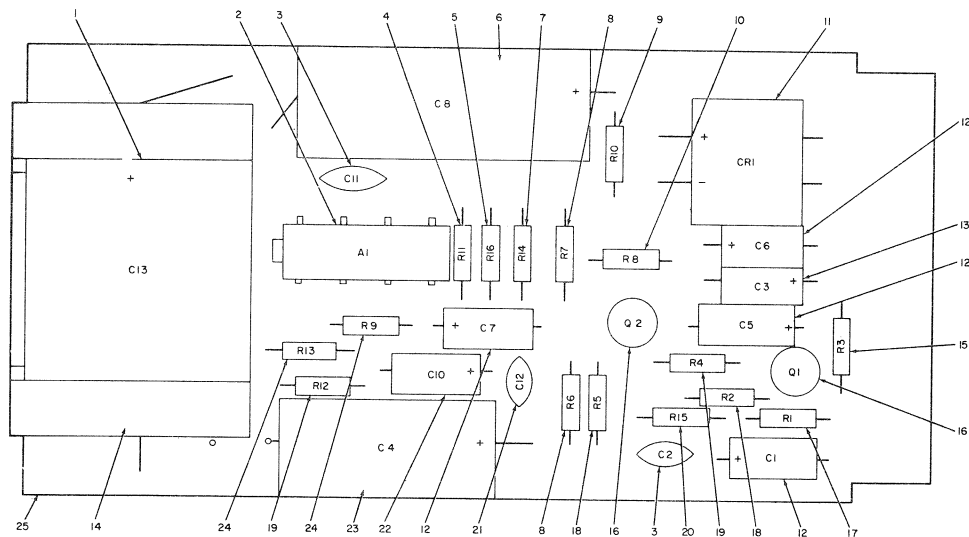 1 2 3 4 5 6 7 8 9 10 11
C8 +
12
R10
+
CR1
-
C11
+
13
A1
R11 R16 R14 R7
R8
+ C6
C3 +
12
C13
R9
+ C7
Q2
C5
+
R3
15
R13
C10 +
C12
R4
Q1
R12
R6 R5
R2
R15
R1
16
C4 +
C2
+ C1
25 14 24 19 24 23 22 12 21 8 18 16 3 20 19 18 12 17